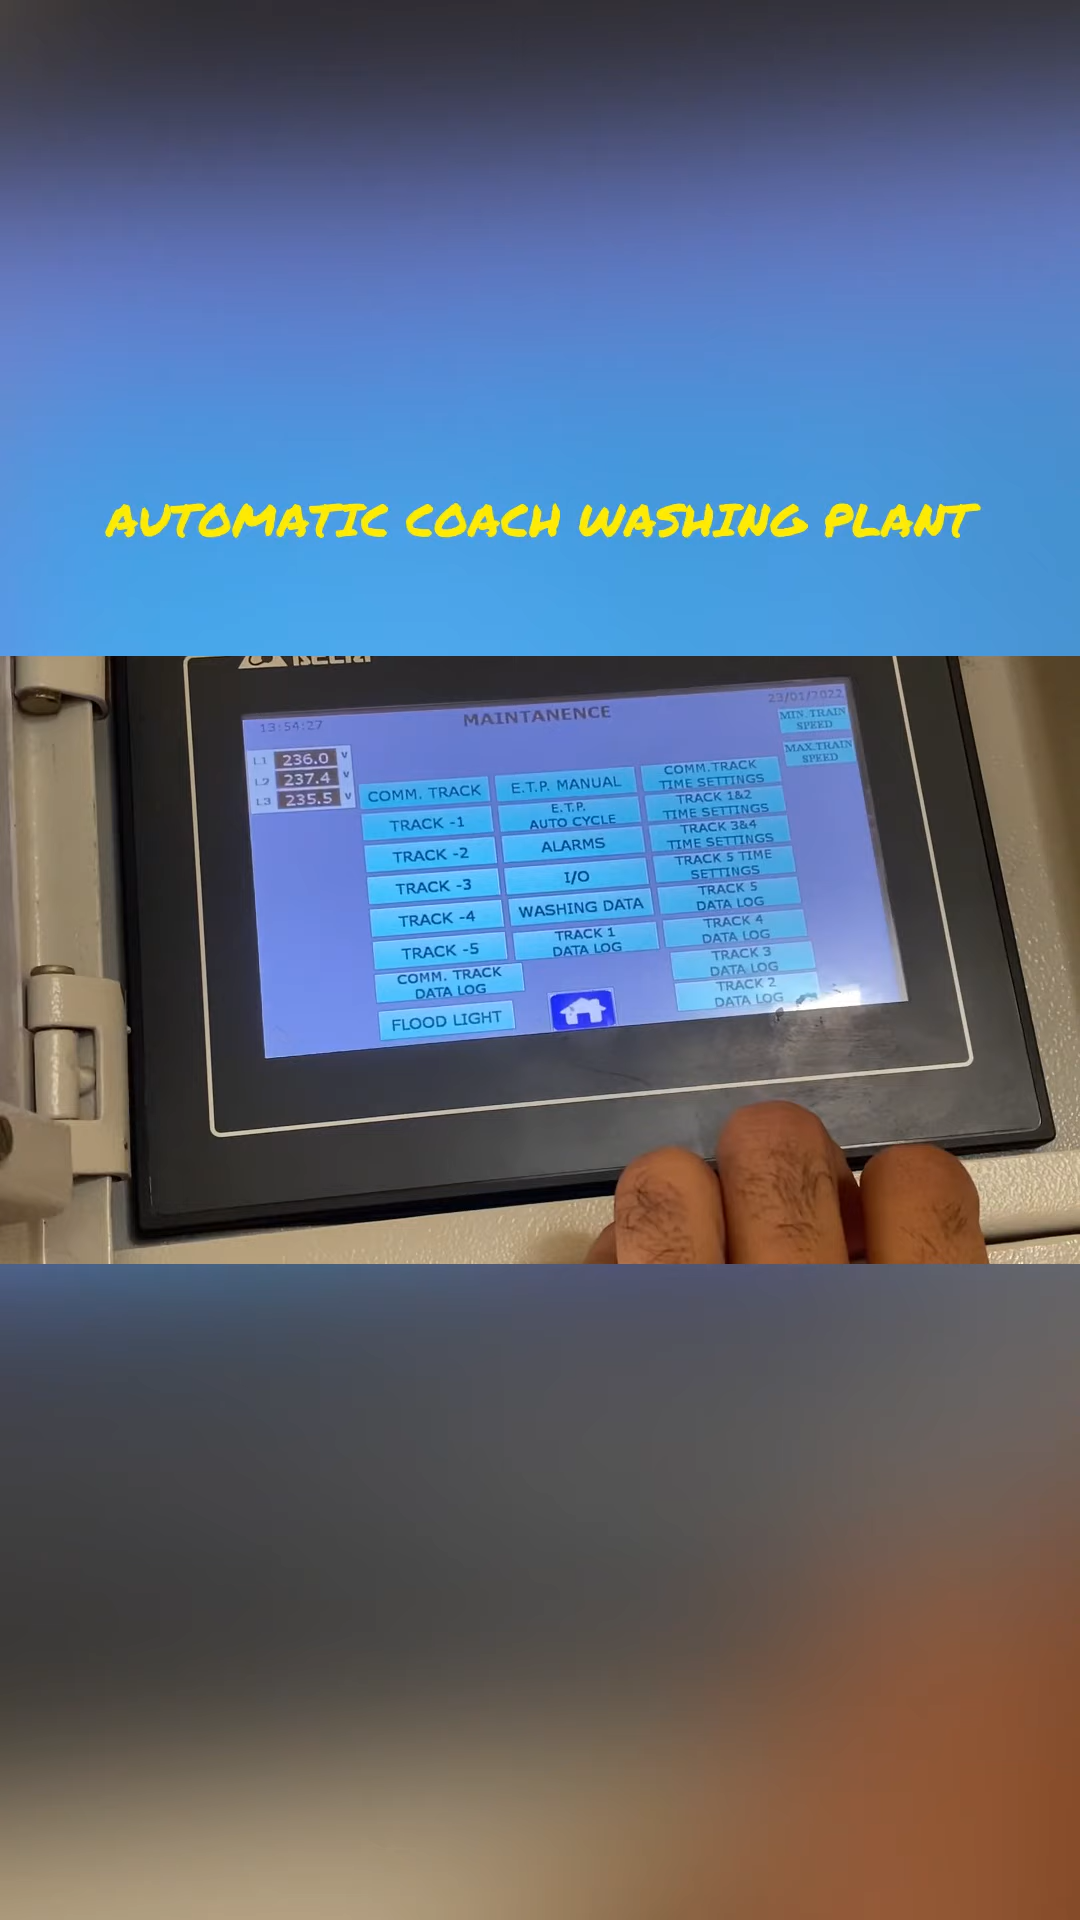 AUTOMATIC COACH WASHING PLANT
13:54:27
MAINTANENCE
23/01/2022
MIN.TRAIN
SPEED
MAX.TRAIN
SPEED
L1 236.0 V
L2 237.4 V
L3 235.5 V
COMM. TRACK
TRACK -1
TRACK -2
TRACK -3
TRACK -4
TRACK -5
COMM. TRACK
DATA LOG
FLOOD LIGHT
E.T.P. MANUAL
E.T.P.
AUTO CYCLE
ALARMS
I/O
WASHING DATA
TRACK 1
DATA LOG
COMM.TRACK
TIME SETTINGS
TRACK 1&2
TIME SETTINGS
TRACK 3&4
TIME SETTINGS
TRACK 5 TIME
SETTINGS
TRACK 5
DATA LOG
TRACK 4
DATA LOG
TRACK 3
DATA LOG
TRACK 2
DATA LOG